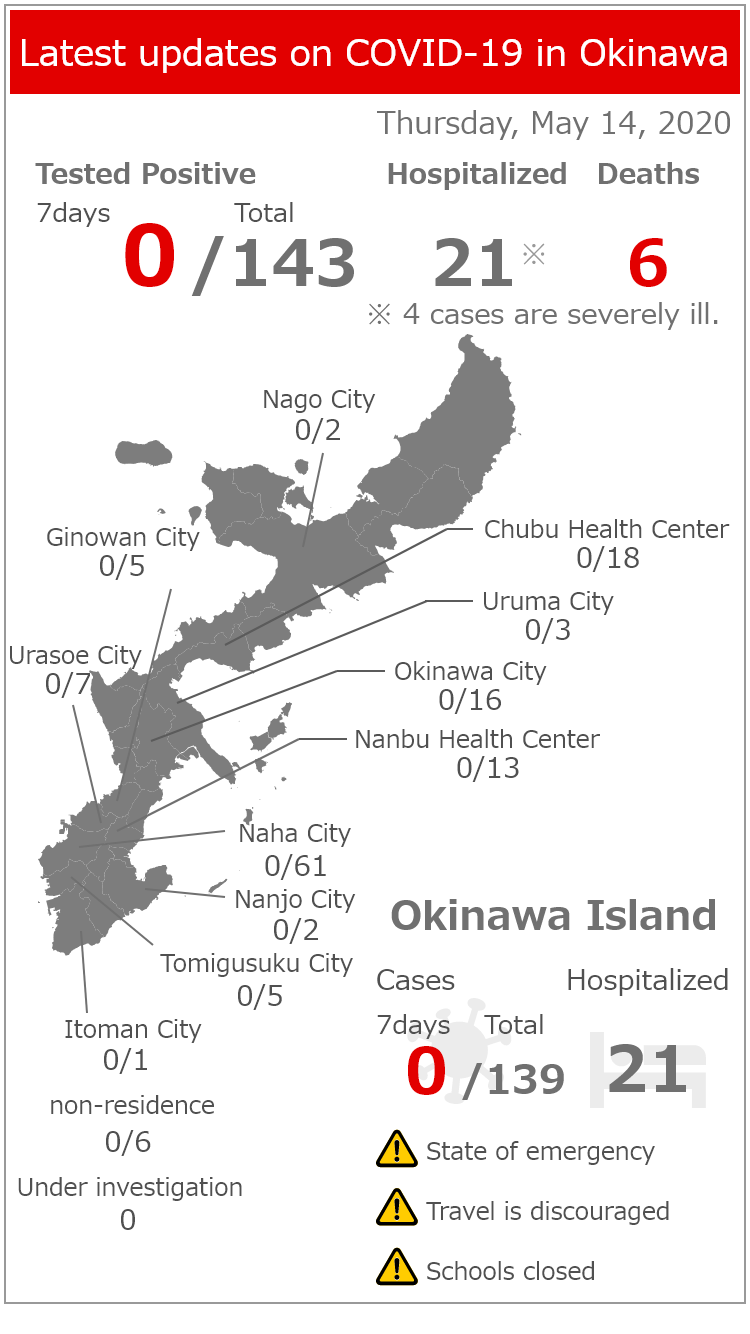 Latest updates on COVID-19 in Okinawa
Thursday, May 14, 2020
Tested Positive Hospitalized Deaths
7days Total
0 /143 21※ 6
※ 4 cases are severely ill.
Nago City
0/2
Ginowan City
0/5
Chubu Health Center
0/18
Uruma City
0/3
Urasoe City
0/7
Okinawa City
0/16
Nanbu Health Center
0/13
Naha City
0/61
Nanjo City
0/2
Tomigusuku City
0/5
Itoman City
0/1
non-residence
0/6
Under investigation
0
Okinawa Island
Cases Hospitalized
7days Total
0 /139 21
State of emergency
Travel is discouraged
Schools closed